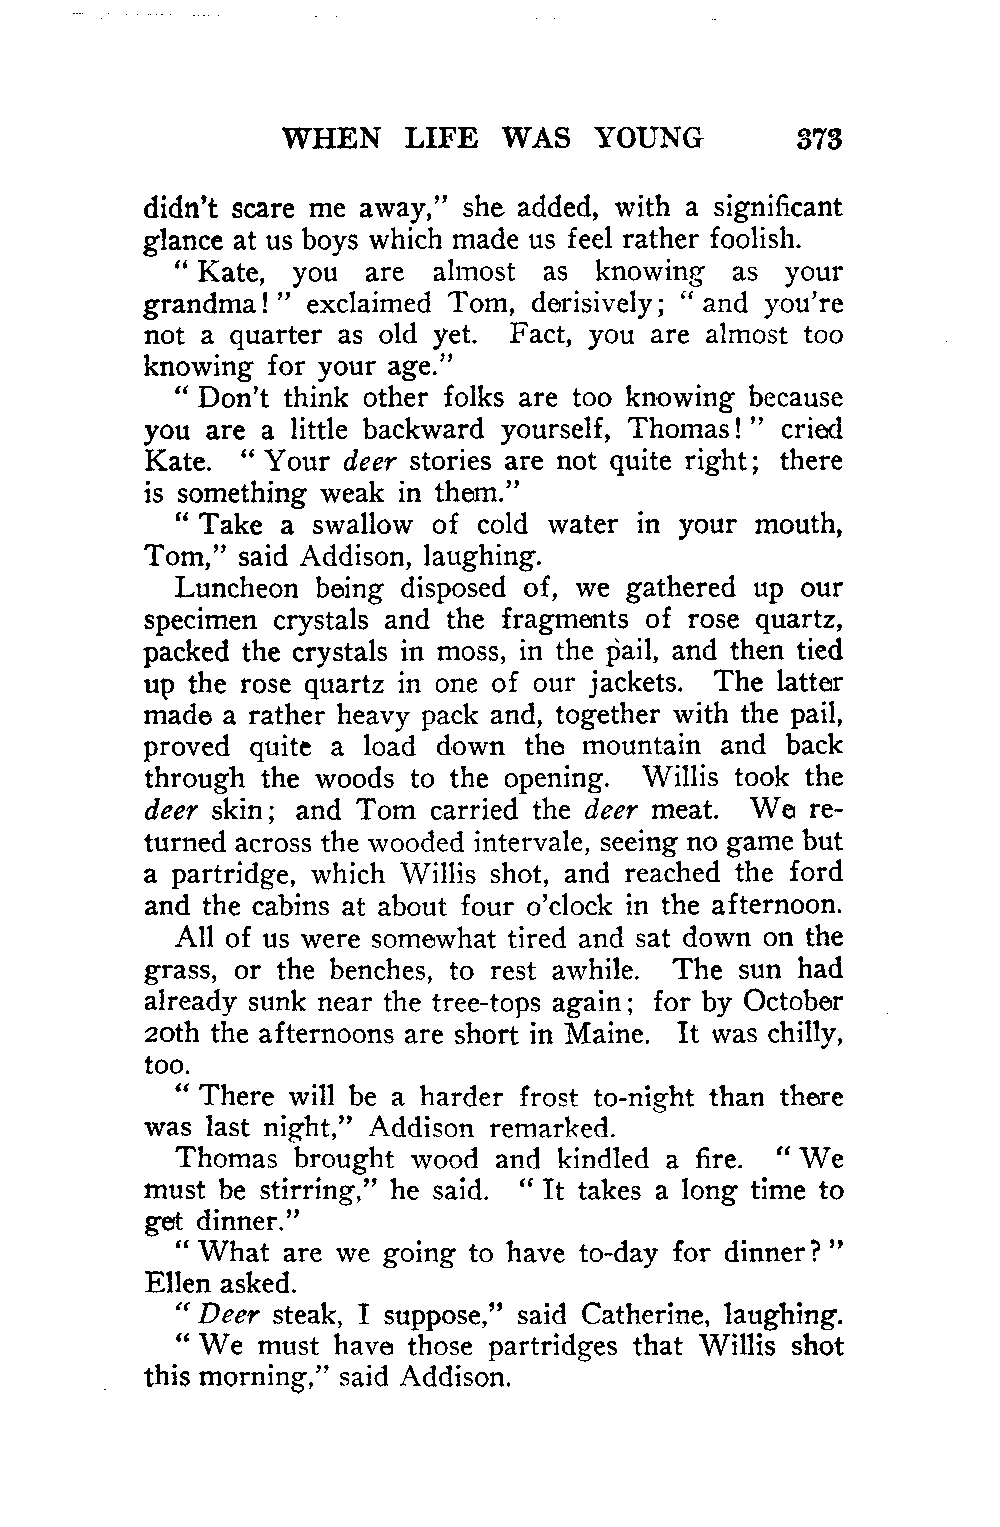 WHEN LIFE WAS YOUNG 373
didn't scare me away,” she added, with a significant
glance at us boys which made us feel rather foolish.
“ Kate, you are almost as knowing as your
grandma! ” exclaimed Tom, derisively; “ and you're
not a quarter as old yet. Fact, you are almost too
knowing for your age.”
“ Don't think other folks are too knowing because
you are a little backward yourself, Thomas! ” cried
Kate. “ Your deer stories are not quite right; there
is something weak in them.”
“ Take a swallow of cold water in your mouth,
Tom,” said Addison, laughing.
Luncheon being disposed of, we gathered up our
specimen crystals and the fragments of rose quartz,
packed the crystals in moss, in the pail, and then tied
up the rose quartz in one of our jackets. The latter
made a rather heavy pack and, together with the pail,
proved quite a load down the mountain and back
through the woods to the opening. Willis took the
deer skin; and Tom carried the deer meat. We re-
turned across the wooded intervale, seeing no game but
a partridge, which Willis shot, and reached the ford
and the cabins at about four o'clock in the afternoon.
All of us were somewhat tired and sat down on the
grass, or the benches, to rest awhile. The sun had
already sunk near the tree-tops again; for by October
20th the afternoons are short in Maine. It was chilly,
too.
“ There will be a harder frost to-night than there
was last night,” Addison remarked.
Thomas brought wood and kindled a fire. “ We
must be stirring,” he said. “ It takes a long time to
get dinner.”
“ What are we going to have to-day for dinner? ”
Ellen asked.
“ Deer steak, I suppose,” said Catherine, laughing.
“ We must have those partridges that Willis shot
this morning,” said Addison.